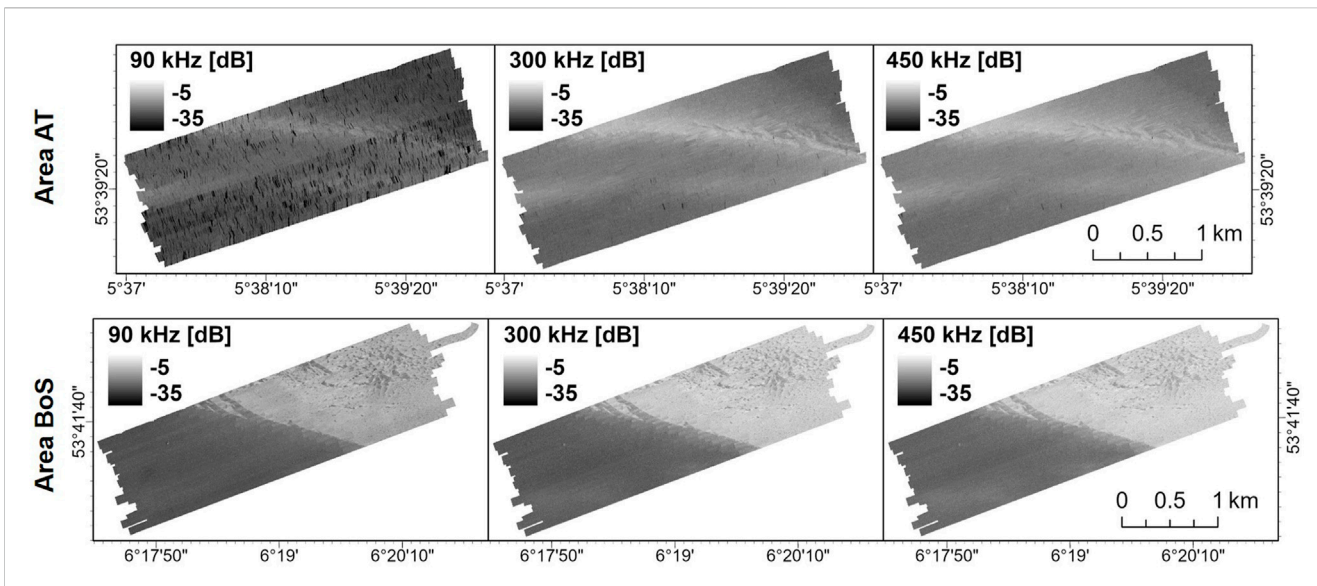 Area AT
90 kHz [dB]
-5
-35
300 kHz [dB]
-5
-35
450 kHz [dB]
-5
-35
53°39'20"
53°39'20"
0 0.5 1 km
5°37' 5°38'10" 5°39'20" 5°37' 5°38'10" 5°39'20" 5°37' 5°38'10" 5°39'20"
Area BoS
90 kHz [dB]
-5
-35
300 kHz [dB]
-5
-35
450 kHz [dB]
-5
-35
53°41'40"
53°41'40"
0 0.5 1 km
6°17'50" 6°19' 6°20'10" 6°17'50" 6°19' 6°20'10" 6°17'50" 6°19' 6°20'10"